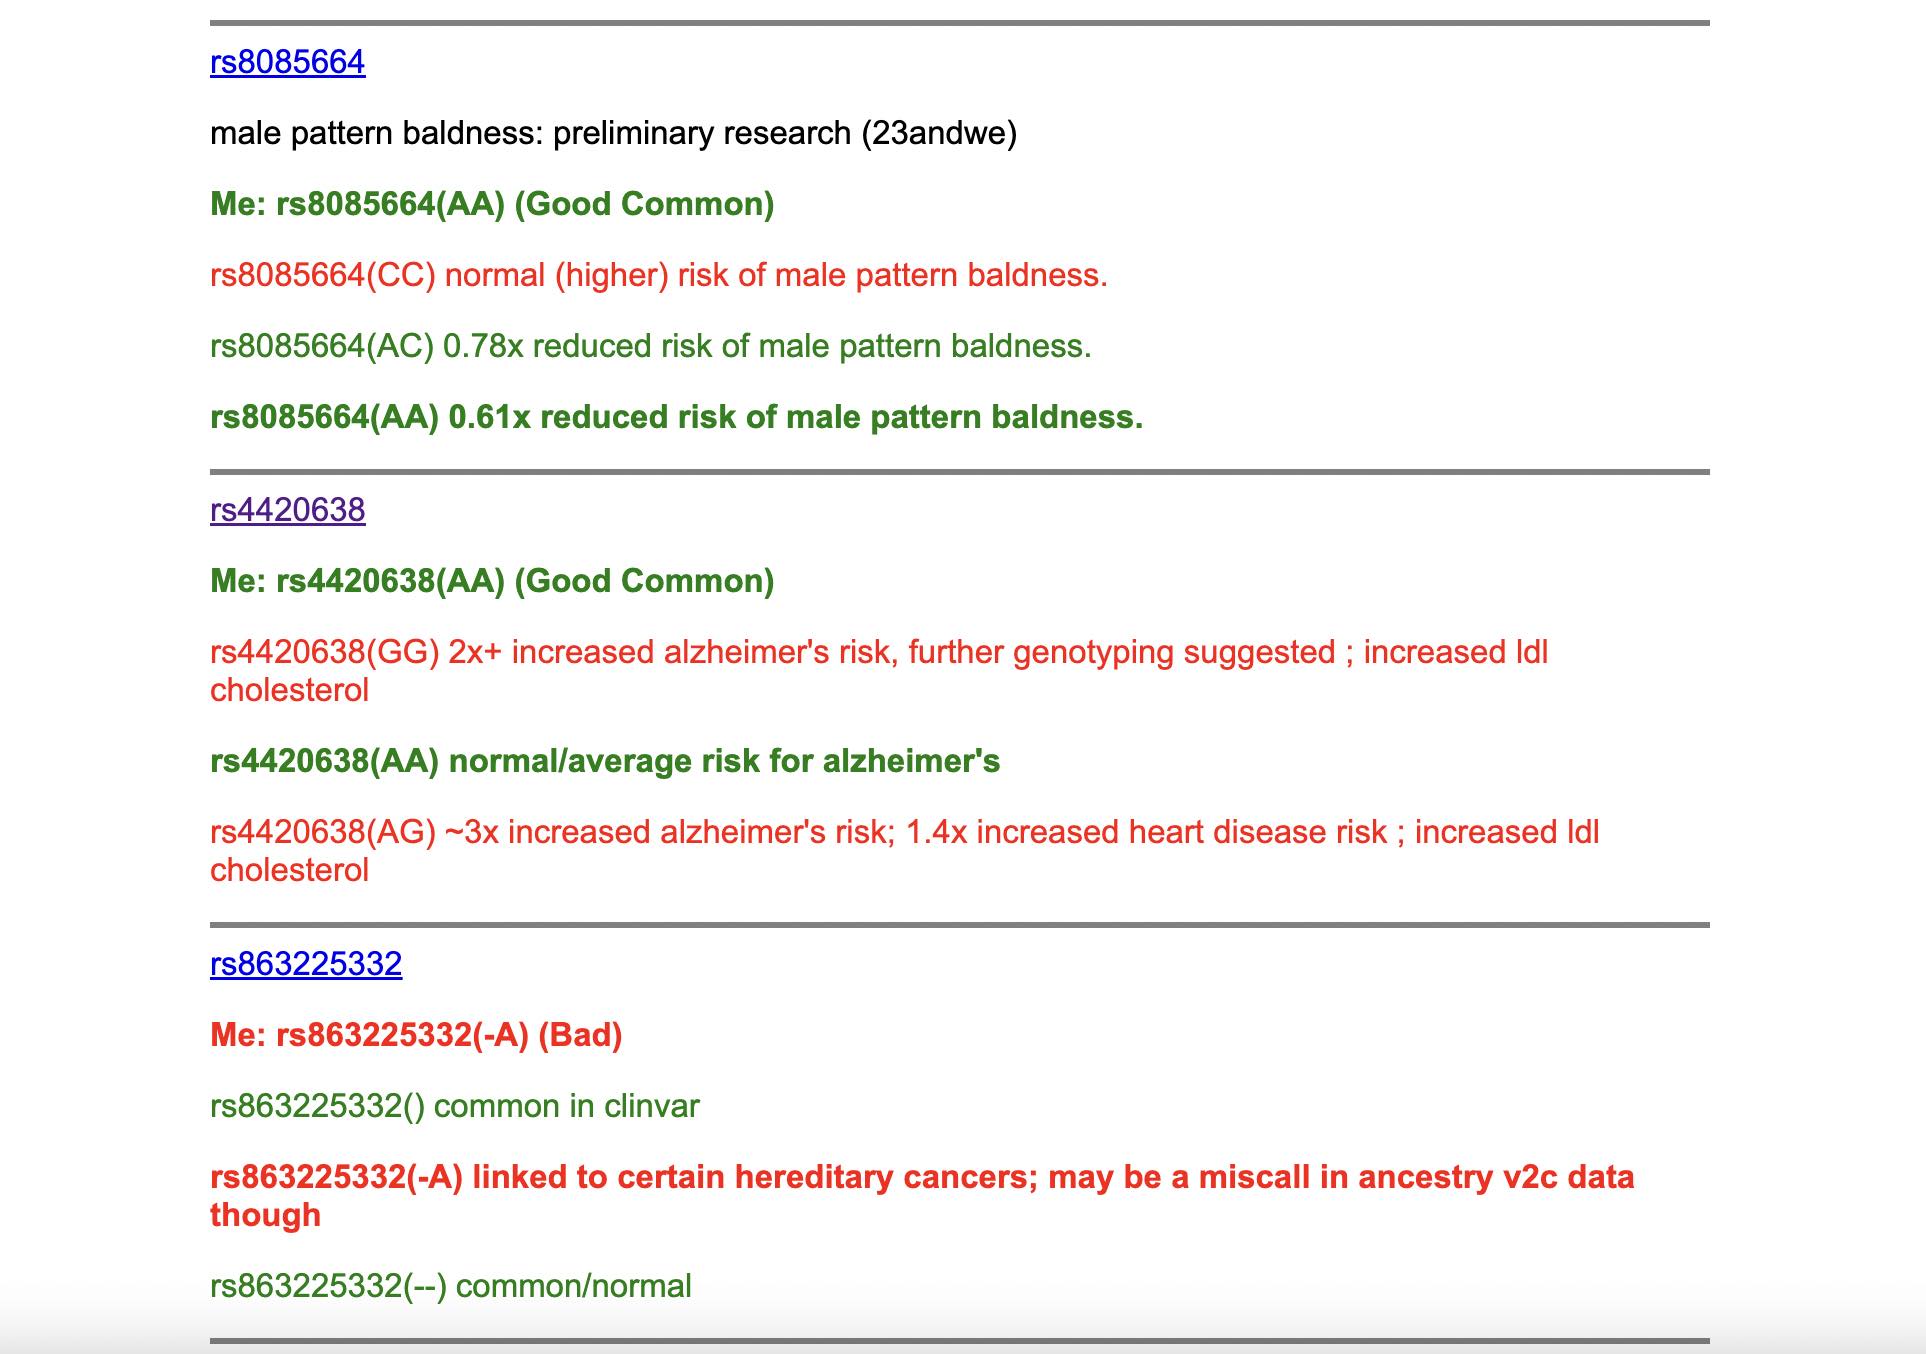 rs8085664
male pattern baldness: preliminary research (23andwe)
Me: rs8085664(AA) (Good Common)
rs8085664(CC) normal (higher) risk of male pattern baldness.
rs8085664(AC) 0.78x reduced risk of male pattern baldness.
rs8085664(AA) 0.61x reduced risk of male pattern baldness.
rs4420638
Me: rs4420638(AA) (Good Common)
rs4420638(GG) 2x+ increased alzheimer's risk, further genotyping suggested ; increased ldl
cholesterol
rs4420638(AA) normal/average risk for alzheimer's
rs4420638(AG) ~3x increased alzheimer's risk; 1.4x increased heart disease risk ; increased ldl
cholesterol
rs863225332
Me: rs863225332(-A) (Bad)
rs863225332() common in clinvar
rs863225332(-A) linked to certain hereditary cancers; may be a miscall in ancestry v2c data
though
rs863225332(--) common/normal